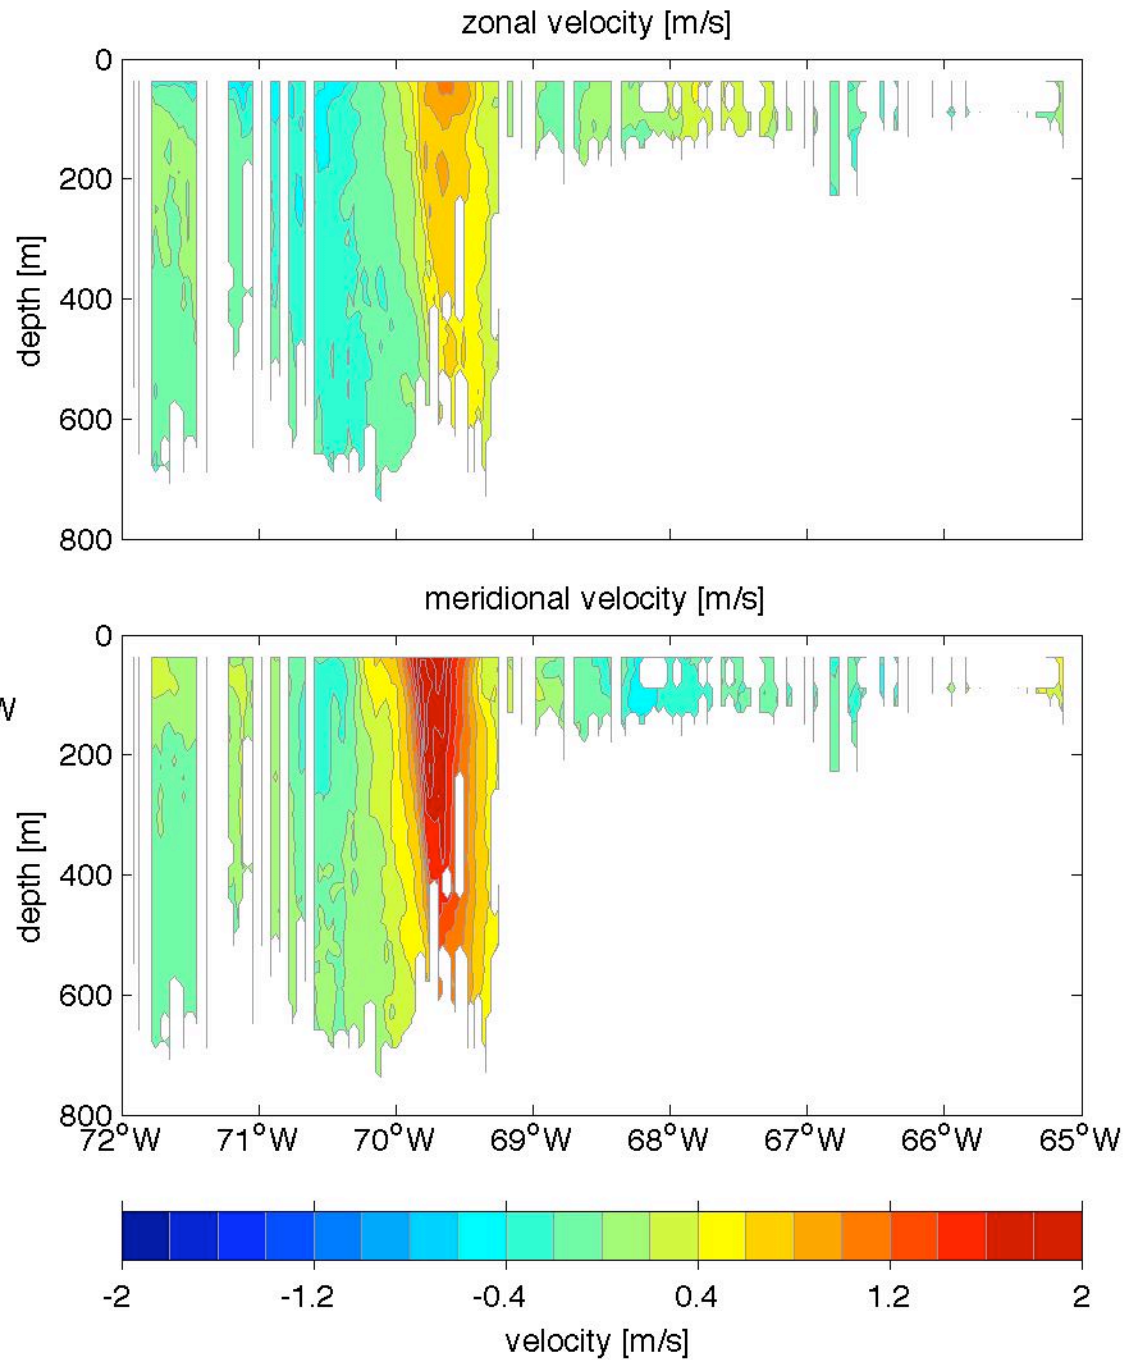 zonal velocity [m/s]
0
200
400
600
800
depth [m]
meridional velocity [m/s]
0
W
200
400
600
800
depth [m]
72°W 71°W 70°W 69°W 68°W 67°W 66°W 65°W
-2 -1.2 -0.4 0.4 1.2 2
velocity [m/s]